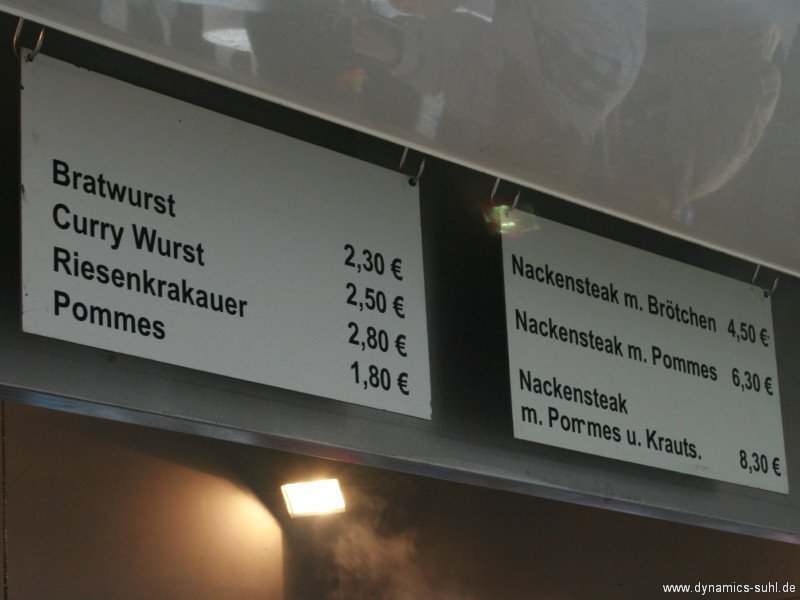 Bratwurst 2,30 €
Curry Wurst 2,50 €
Riesenkrakauer 2,80 €
Pommes 1,80 €
Nackensteak m. Brötchen 4,50 €
Nackensteak m. Pommes 6,30 €
Nackensteak
m. Pommes u. Krauts. 8,30 €
www.dynamics-suhl.de